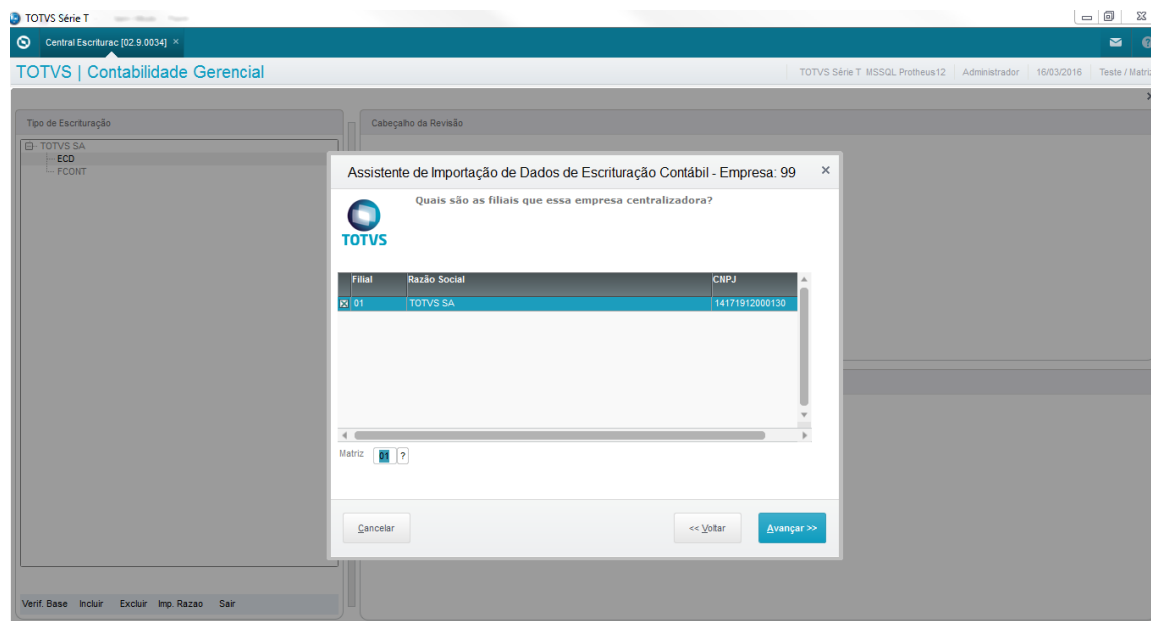 TOTVS Série T
Central Escriturac [02.9.0034] ×
TOTVS | Contabilidade Gerencial
TOTVS Série T MSSQL Protheus12 Administrador 16/03/2016 Teste / Matriz
Tipo de Escrituração
Cabeçalho da Revisão
TOTVS SA
ECD
FCONT
Assistente de Importação de Dados de Escrituração Contábil - Empresa: 99
Quais são as filiais que essa empresa centralizadora?
TOTVS
Filial Razão Social CNPJ
01 TOTVS SA 14171912000130
Matriz 01 ?
Cancelar << Voltar Avançar >>
Verif. Base Incluir Excluir Imp. Razao Sair